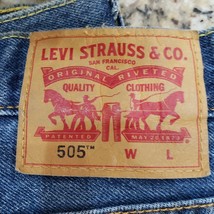 LEVI STRAUSS & CO.
SAN FRANCISCO
CAL.
ORIGINAL RIVETED
QUALITY CLOTHING
PATENTED MAY 20 1873
505™ W L